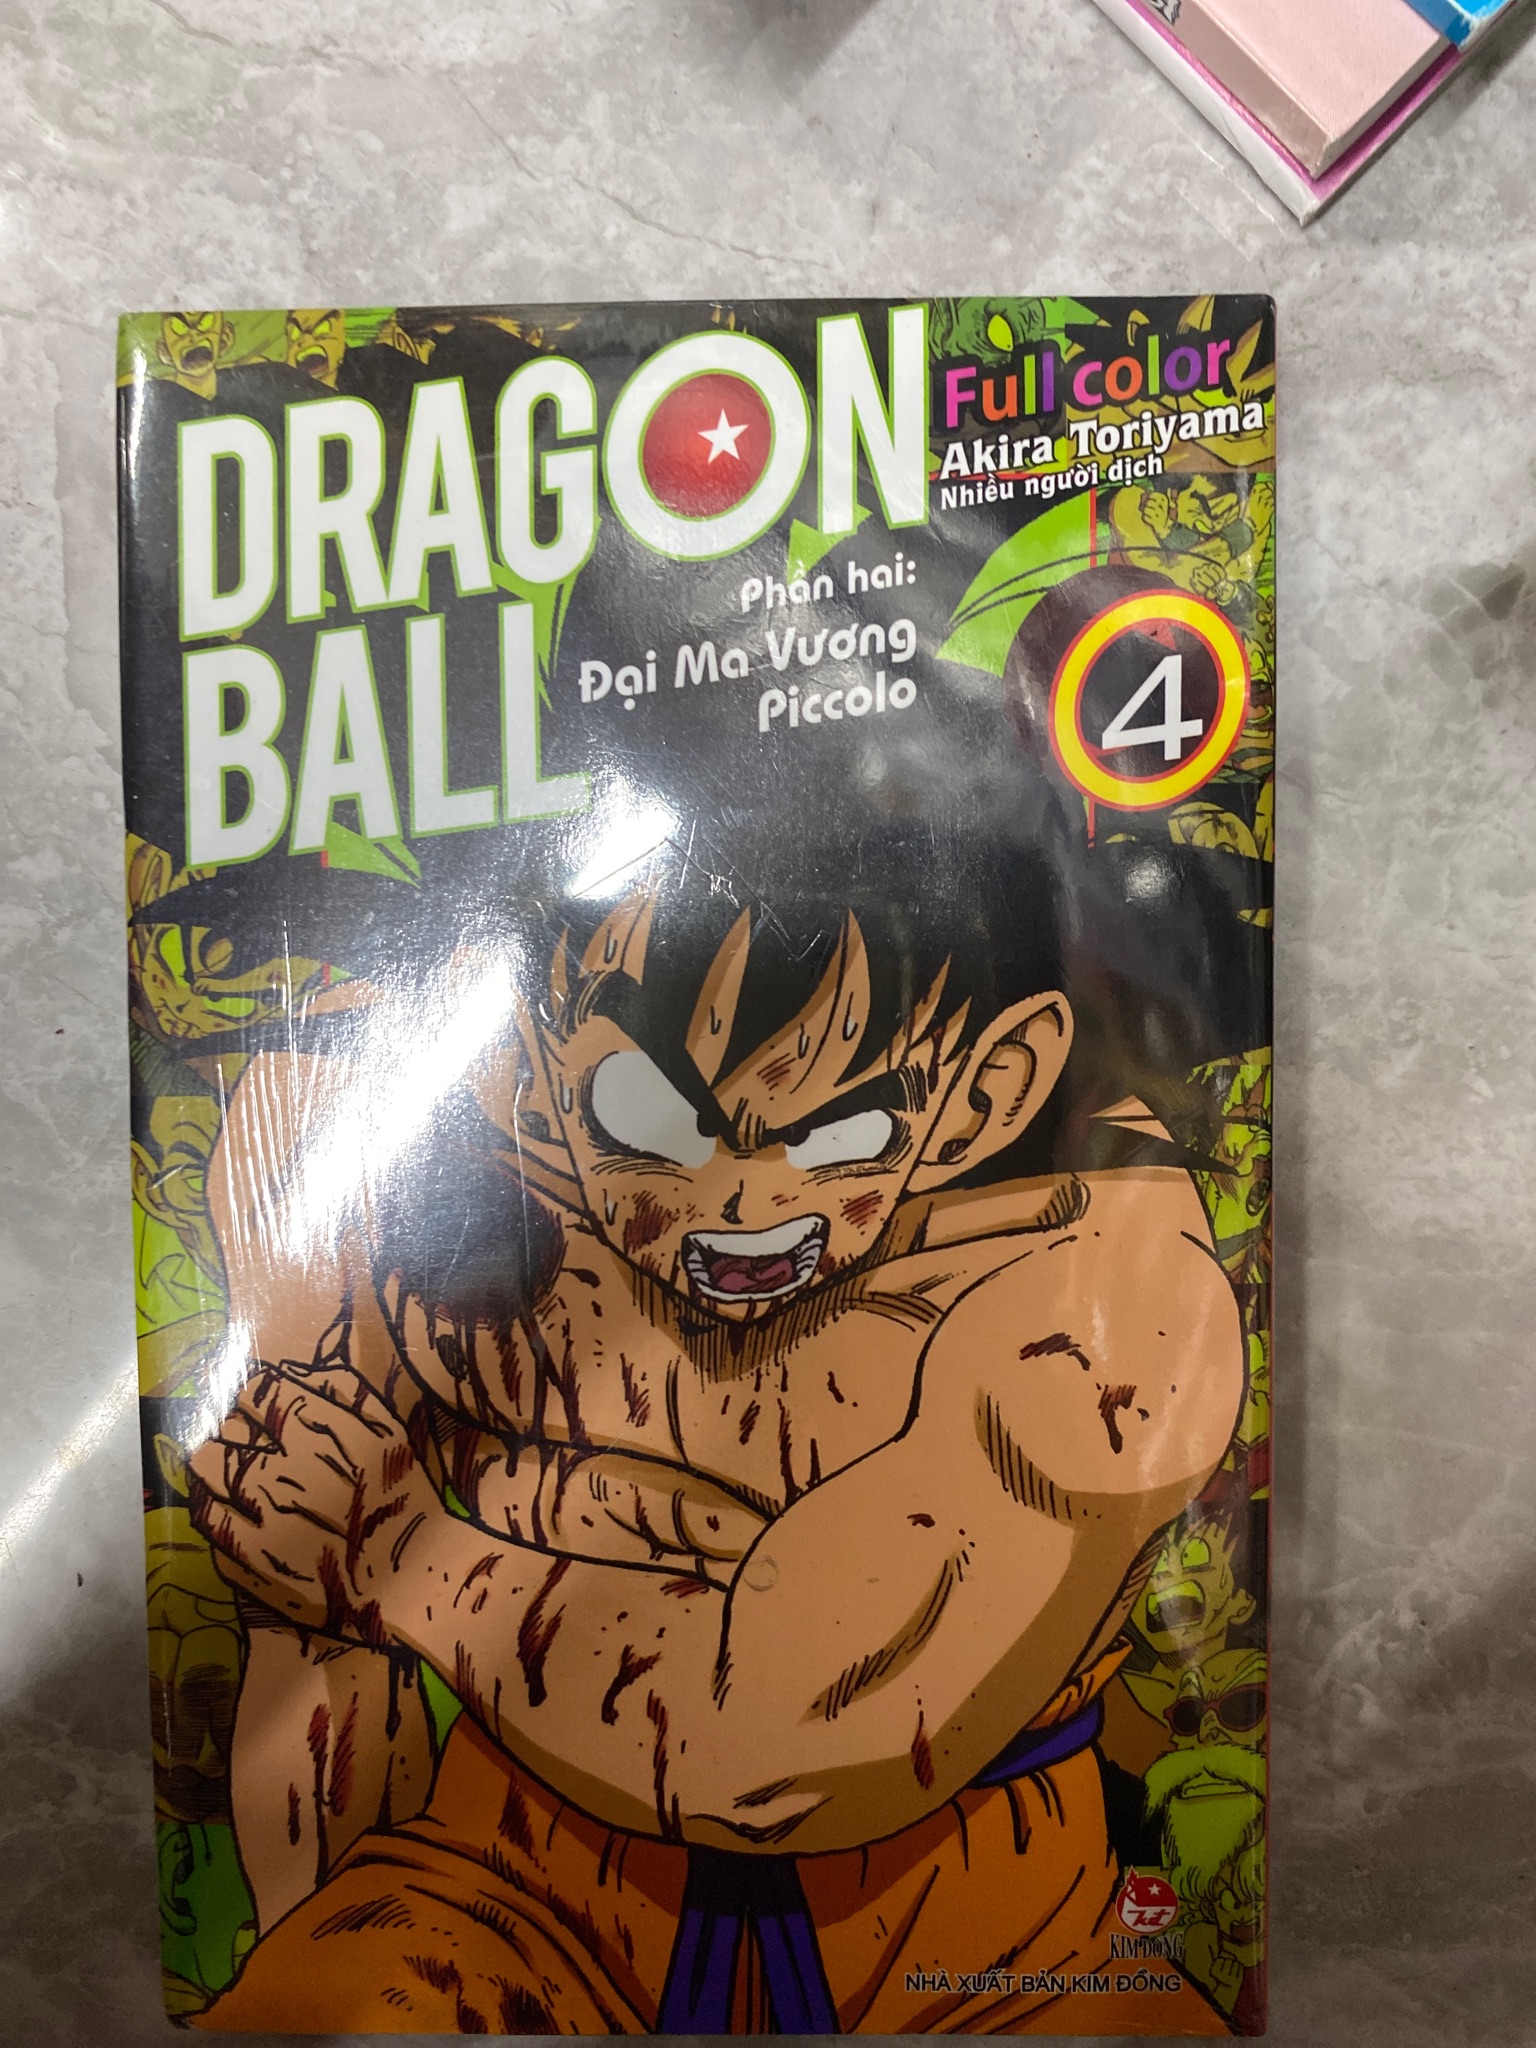 DRAGON
BALL
Full color
Akira Toriyama
Nhiều người dịch
Phần hai:
Đại Ma Vương
Piccolo
4
KIM ĐỒNG
NHÀ XUẤT BẢN KIM ĐỒNG